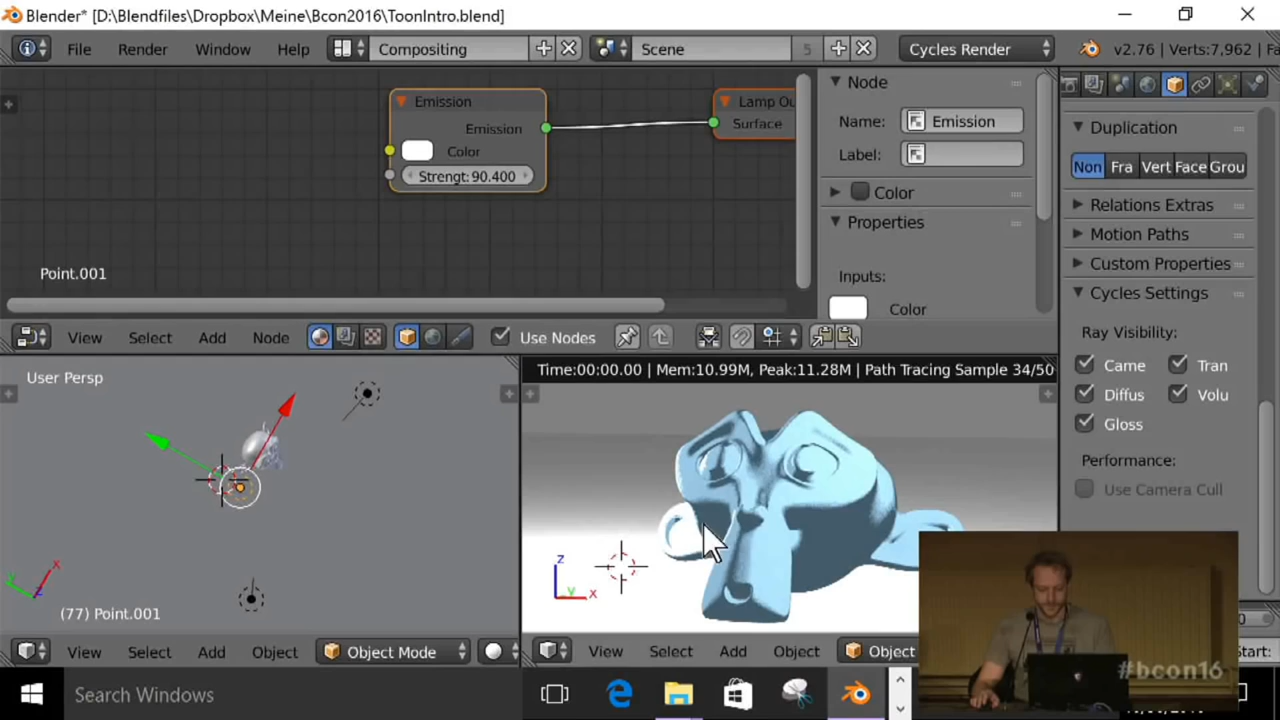 Blender* [D:\Blendfiles\Dropbox\Meine\Bcon2016\ToonIntro.blend]
File Render Window Help Compositing Scene 5 Cycles Render v2.76 | Verts:7,962 | Fa
Emission
Emission
Color
Strengt: 90.400
Lamp Ou
Surface
Point.001
Node
Name: Emission
Label:
Color
Properties
Inputs:
Color
Duplication
Non Fra Vert Face Grou
Relations Extras
Motion Paths
Custom Properties
Cycles Settings
Ray Visibility:
Came Tran
Diffus Volu
Gloss
Performance:
Use Camera Cull
View Select Add Node Use Nodes
User Persp
z
y x
(77) Point.001
Time:00:00.00 | Mem:10.99M, Peak:11.28M | Path Tracing Sample 34/50
z
y x
View Select Add Object Object Mode
View Select Add Object Object
0
Start:
#bcon16
Search Windows